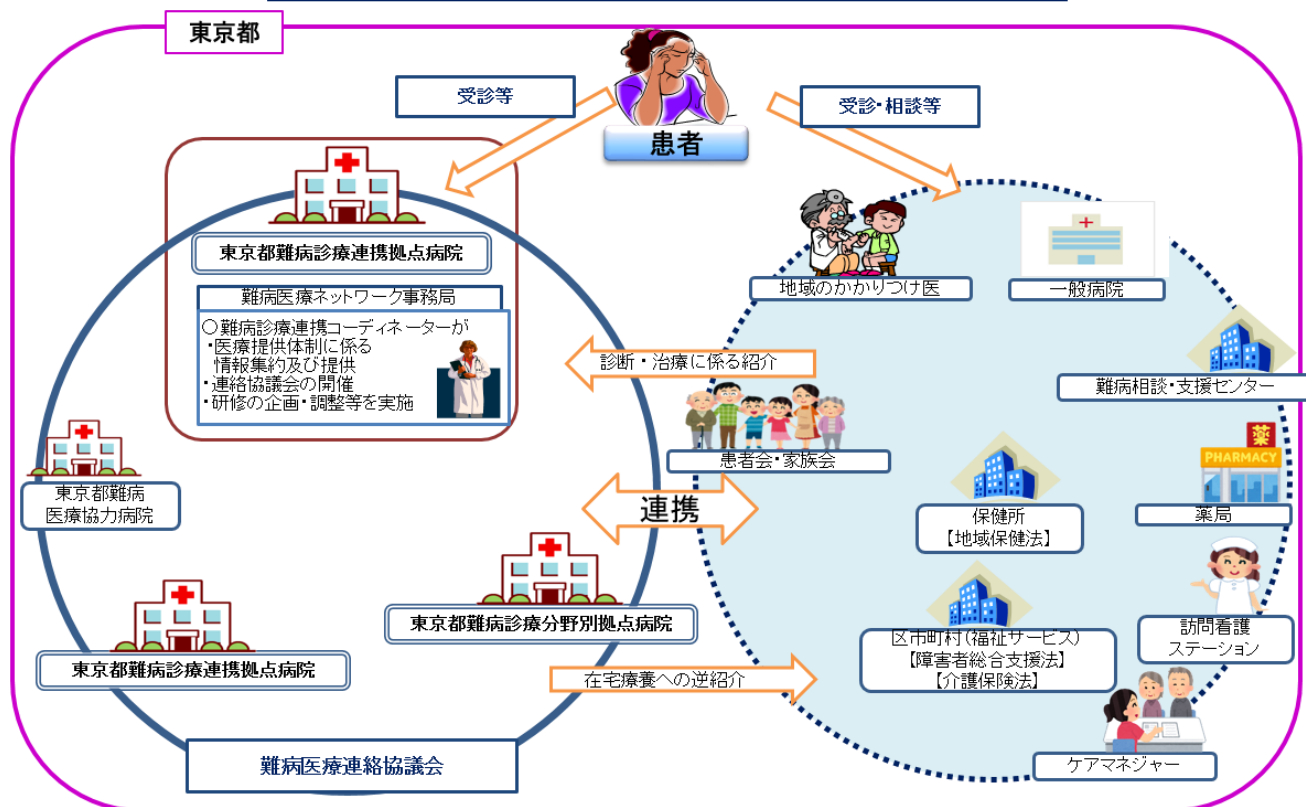 東京都
受診等
受診・相談等
患者
東京都難病診療連携拠点病院
難病医療ネットワーク事務局
○難病診療連携コーディネーターが
・医療提供体制に係る
情報集約及び提供
・連絡協議会の開催
・研修の企画・調整等を実施
地域のかかりつけ医
一般病院
診断・治療に係る紹介
難病相談・支援センター
患者会・家族会
薬
PHARMACY
東京都難病
医療協力病院
連携
保健所
【地域保健法】
薬局
東京都難病診療分野別拠点病院
東京都難病診療連携拠点病院
区市町村(福祉サービス)
【障害者総合支援法】
【介護保険法】
訪問看護
ステーション
在宅療養への逆紹介
難病医療連絡協議会
ケアマネジャー